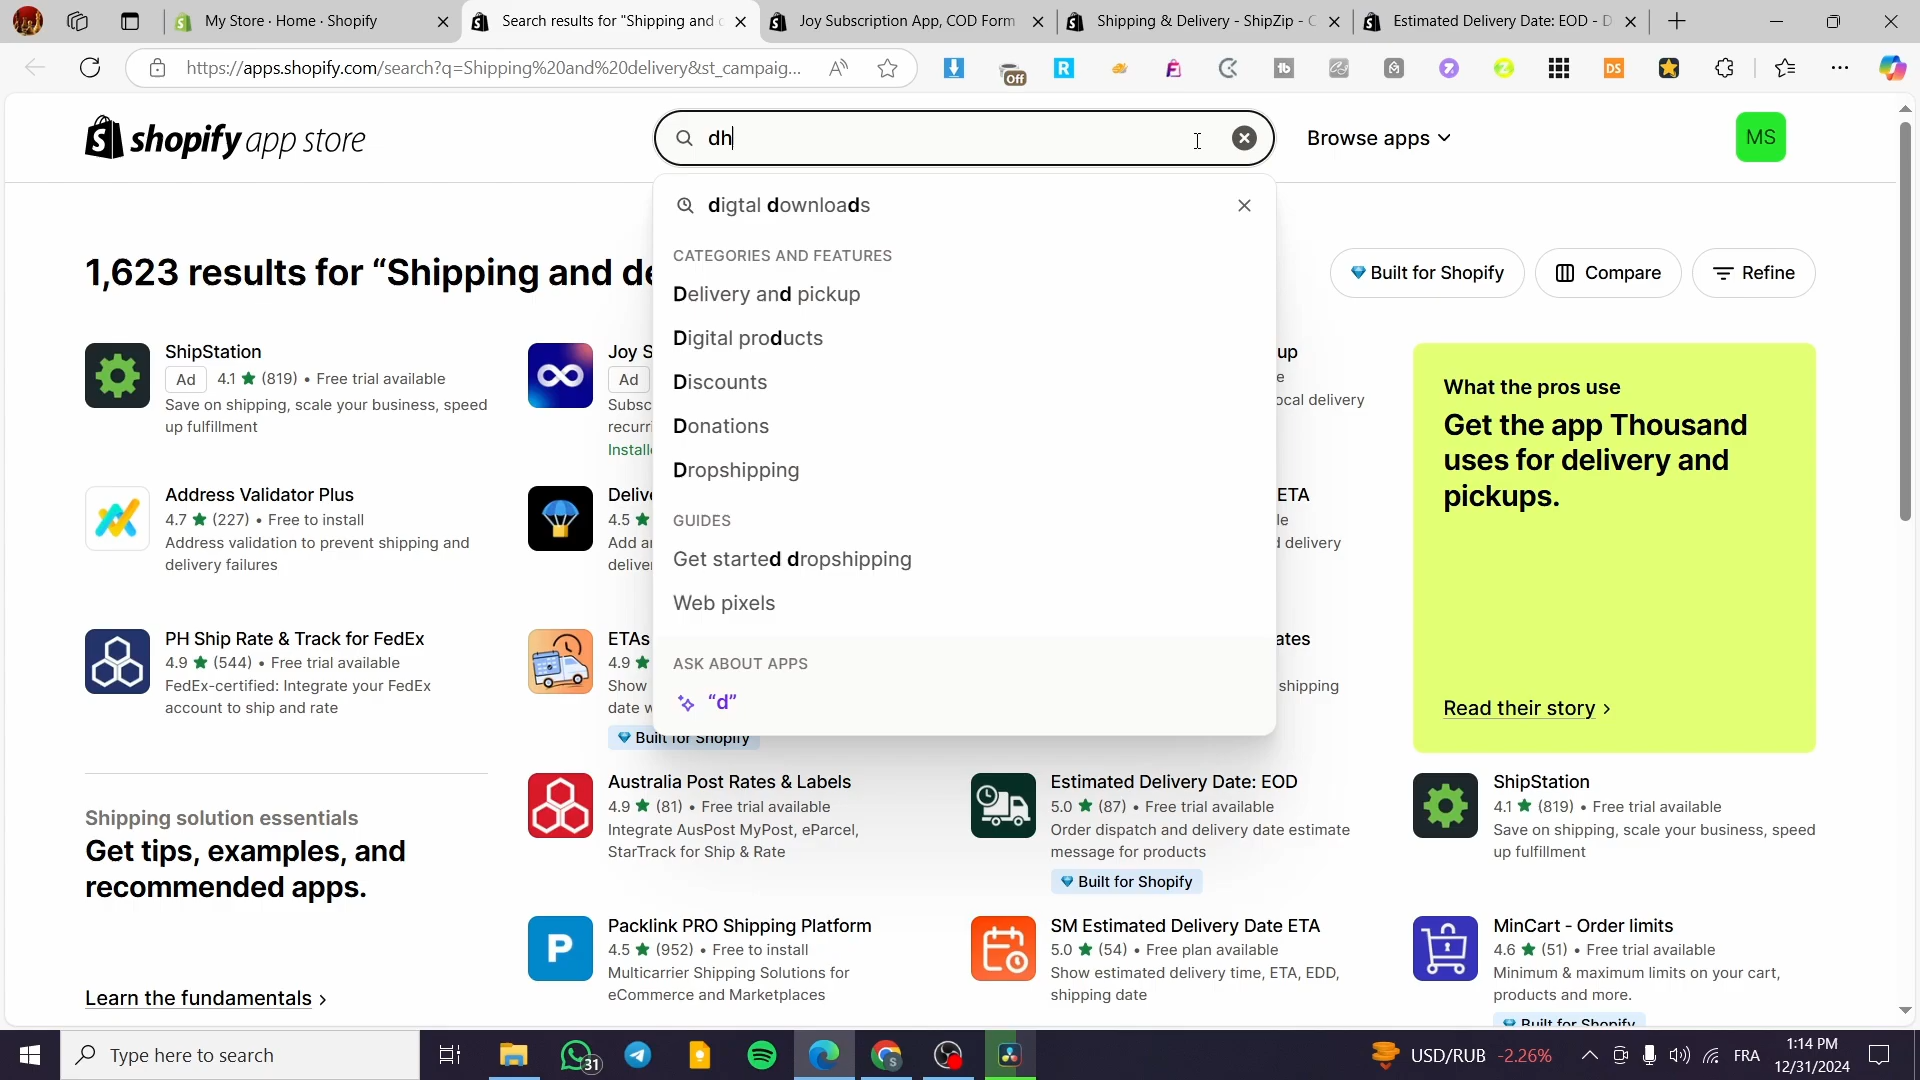 My Store · Home · Shopify
Search results for "Shipping and d
Joy Subscription App, COD Form
Shipping & Delivery - ShipZip - C
Estimated Delivery Date: EOD - D
https://apps.shopify.com/search?q=Shipping%20and%20delivery&st_campaig...
shopify app store
dh
Browse apps
MS
digtal downloads
CATEGORIES AND FEATURES
Delivery and pickup
Digital products
Discounts
Donations
Dropshipping
GUIDES
Get started dropshipping
Web pixels
ASK ABOUT APPS
"d"
1,623 results for “Shipping and de
Built for Shopify
Compare
Refine
ShipStation
Ad 4.1 ★ (819) • Free trial available
Save on shipping, scale your business, speed
up fulfillment
Joy S
Ad
Subsc
recurri
Installe
up
e
ocal delivery
What the pros use
Get the app Thousand
uses for delivery and
pickups.
Read their story ›
Address Validator Plus
4.7 ★ (227) • Free to install
Address validation to prevent shipping and
delivery failures
Delive
4.5 ★
Add a
delive
ETA
le
d delivery
PH Ship Rate & Track for FedEx
4.9 ★ (544) • Free trial available
FedEx-certified: Integrate your FedEx
account to ship and rate
ETAs
4.9 ★
Show
date w
Built for Shopify
ates
shipping
Shipping solution essentials
Get tips, examples, and
recommended apps.
Learn the fundamentals ›
Australia Post Rates & Labels
4.9 ★ (81) • Free trial available
Integrate AusPost MyPost, eParcel,
StarTrack for Ship & Rate
Estimated Delivery Date: EOD
5.0 ★ (87) • Free trial available
Order dispatch and delivery date estimate
message for products
Built for Shopify
ShipStation
4.1 ★ (819) • Free trial available
Save on shipping, scale your business, speed
up fulfillment
Packlink PRO Shipping Platform
4.5 ★ (952) • Free to install
Multicarrier Shipping Solutions for
eCommerce and Marketplaces
SM Estimated Delivery Date ETA
5.0 ★ (54) • Free plan available
Show estimated delivery time, ETA, EDD,
shipping date
MinCart - Order limits
4.6 ★ (51) • Free trial available
Minimum & maximum limits on your cart,
products and more.
Built for Shopify
Type here to search
31
USD/RUB -2.26%
FRA
1:14 PM
12/31/2024